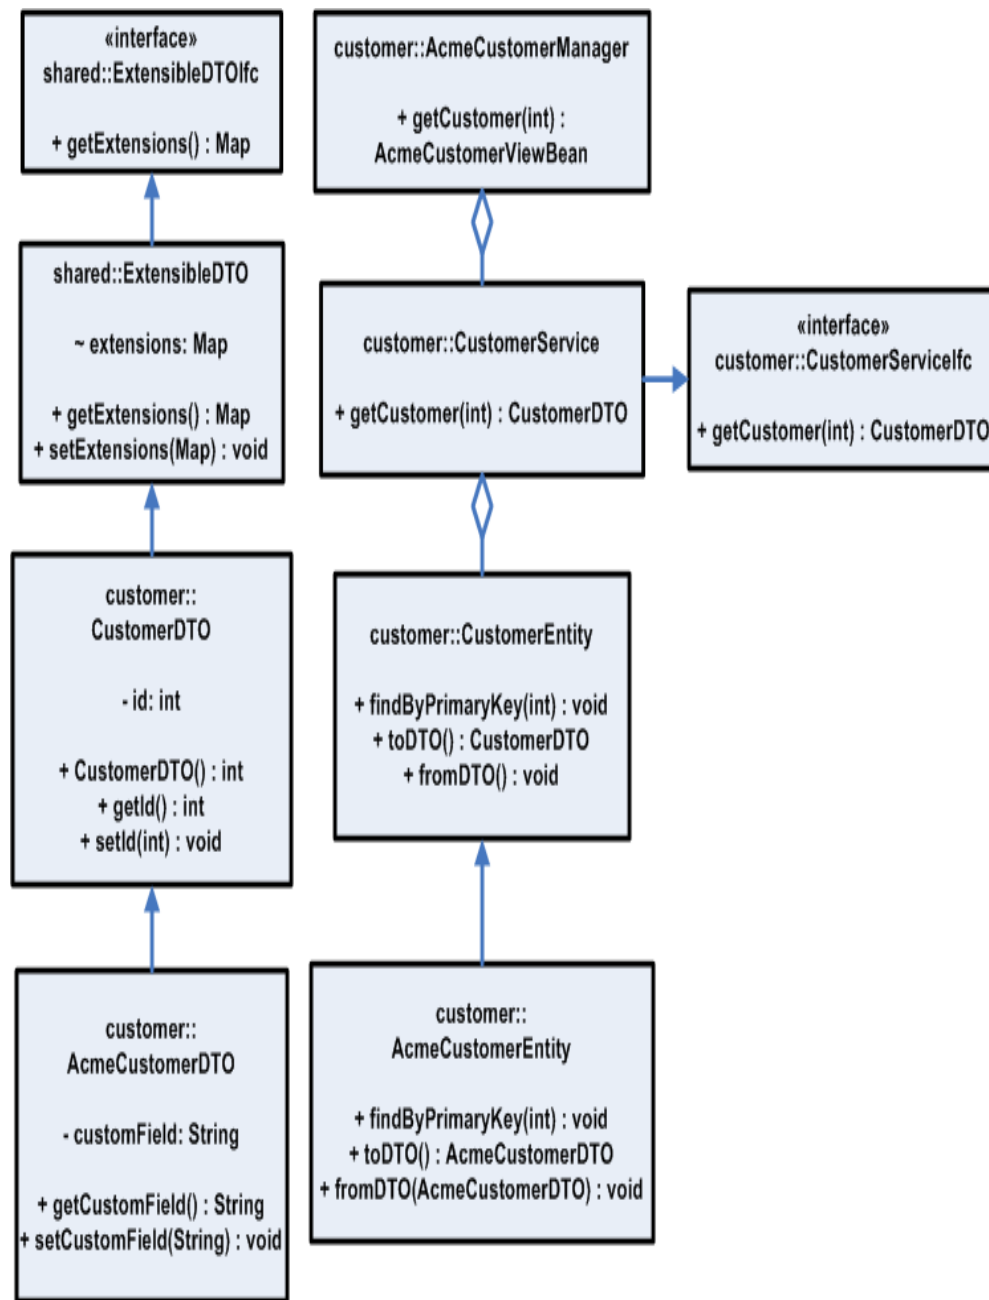 «interface»
shared::ExtensibleDTOIfc
+ getExtensions() : Map
shared::ExtensibleDTO
~ extensions: Map
+ getExtensions() : Map
+ setExtensions(Map) : void
customer::
CustomerDTO
- id: int
+ CustomerDTO() : int
+ getId() : int
+ setId(int) : void
customer::
AcmeCustomerDTO
- customField: String
+ getCustomField() : String
+ setCustomField(String) : void
customer::AcmeCustomerManager
+ getCustomer(int) :
AcmeCustomerViewBean
customer::CustomerService
+ getCustomer(int) : CustomerDTO
customer::CustomerEntity
+ findByPrimaryKey(int) : void
+ toDTO() : CustomerDTO
+ fromDTO() : void
customer::
AcmeCustomerEntity
+ findByPrimaryKey(int) : void
+ toDTO() : AcmeCustomerDTO
+ fromDTO(AcmeCustomerDTO) : void
«interface»
customer::CustomerServiceIfc
+ getCustomer(int) : CustomerDTO